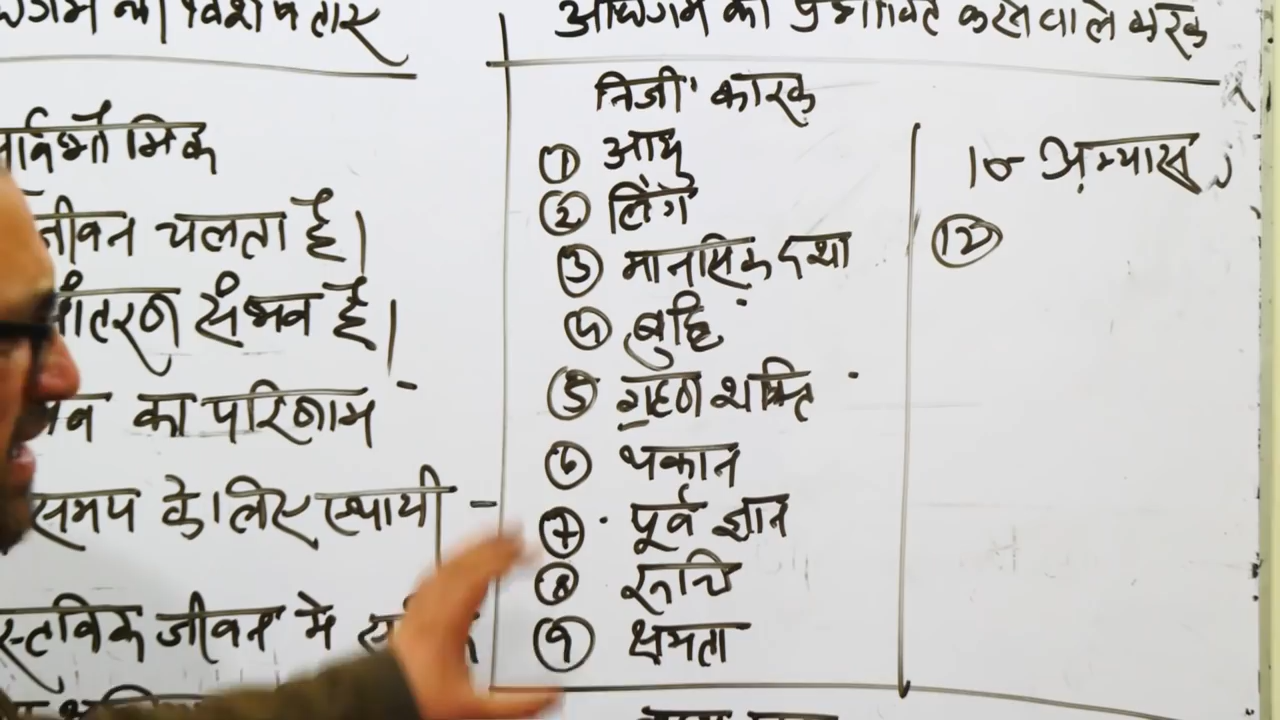 अधिगम को प्रभावित करने वाले कारक
सार्वभौमिक
जीवन चलता है।
संभव है।
का परिणाम
समय के लिए स्थायी
जीवन में
निजी कारक
① आयु
② लिंग
③ मानसिक दशा
④ बुद्धि
⑤ ग्रहण शक्ति
⑥ थकान
⑦ पूर्व ज्ञान
⑧ रूचि
⑨ क्षमता
10- अभ्यास